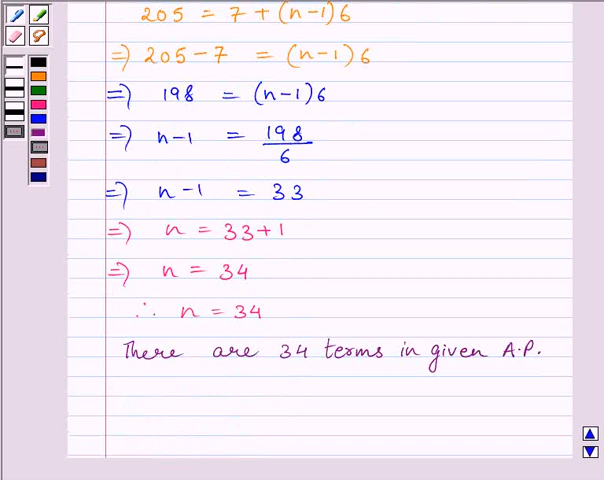 205 = 7 + (n-1)6
⇒ 205 - 7 = (n-1)6
⇒ 198 = (n-1)6
⇒ n-1 = 198/6
⇒ n-1 = 33
⇒ n = 33+1
⇒ n = 34
∴ n = 34
There are 34 terms in given A.P.